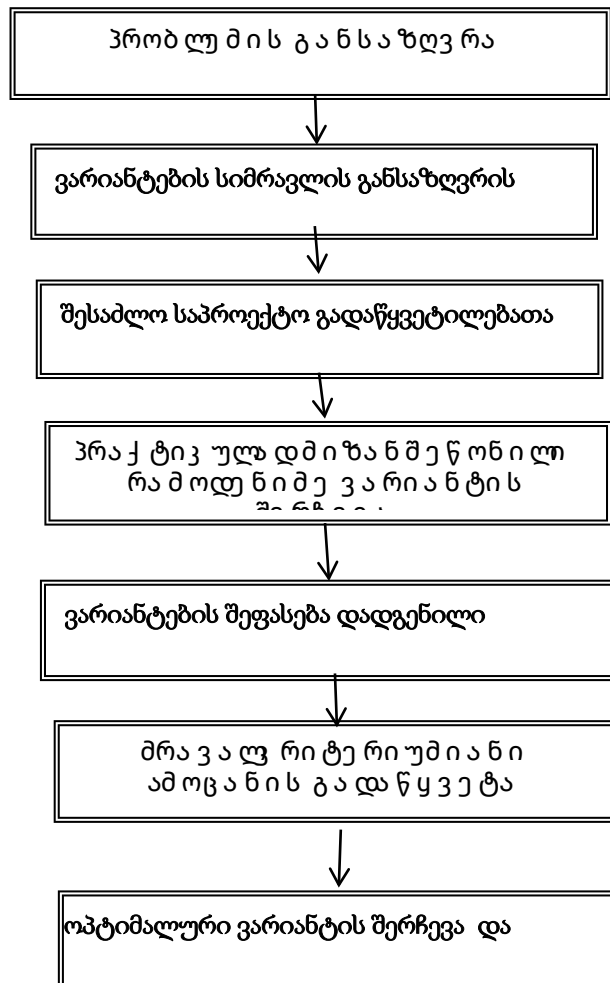 პრობლემის განსაზღვრა
ვარიანტების სიმრავლის განსაზღვრის
შესაძლო საპროექტო გადაწყვეტილებათა
პრაქტიკულად მიზანშეწონილი
რამოდენიმე ვარიანტის
ვარიანტების შეფასება დადგენილი
მრავალკრიტერიუმიანი
ამოცანის გადაწყვეტა
ოპტიმალური ვარიანტის შერჩევა და